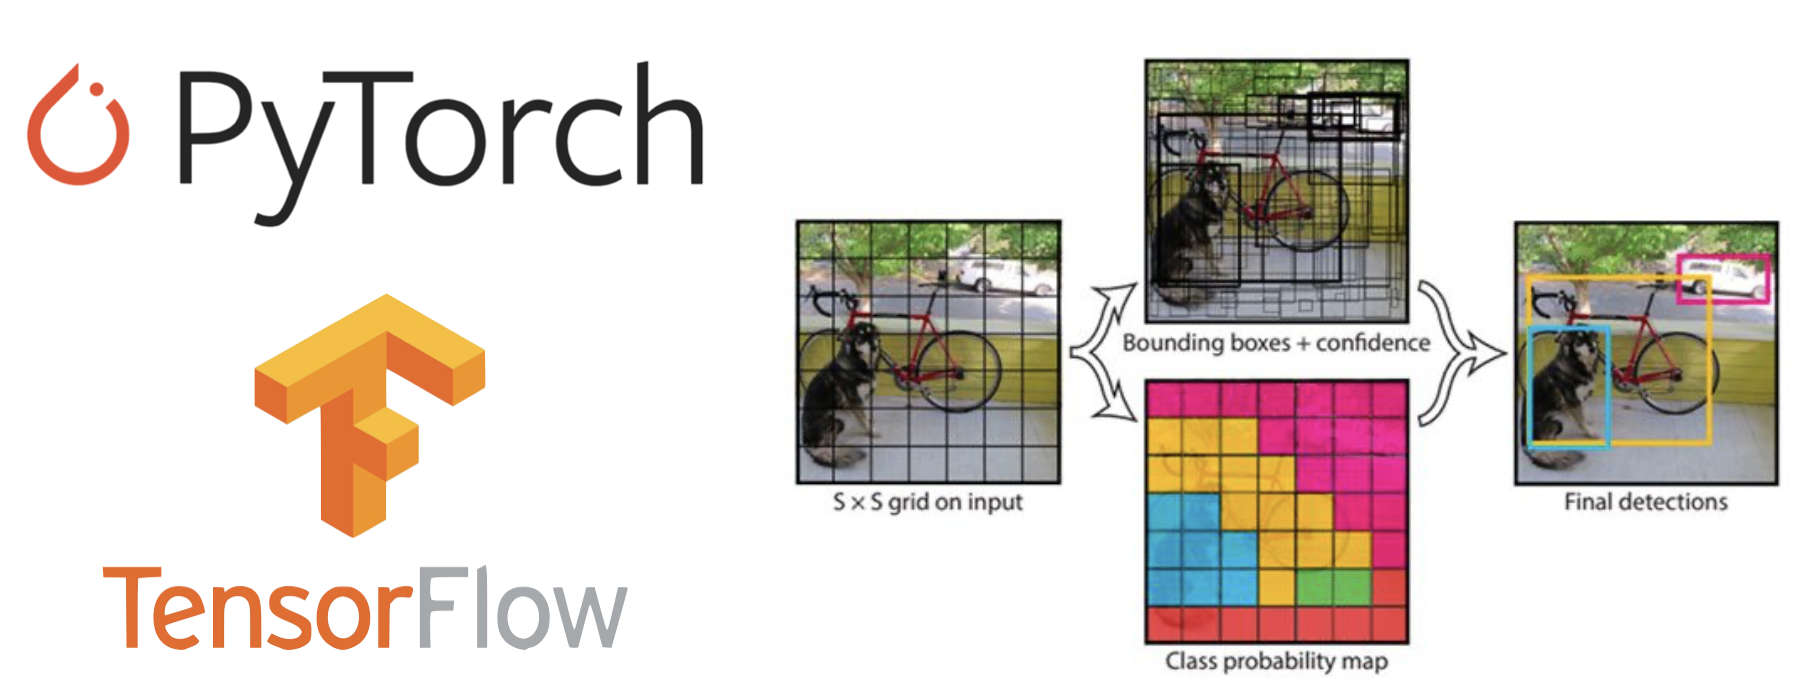 PyTorch
TensorFlow
S × S grid on input
Bounding boxes + confidence
Class probability map
Final detections